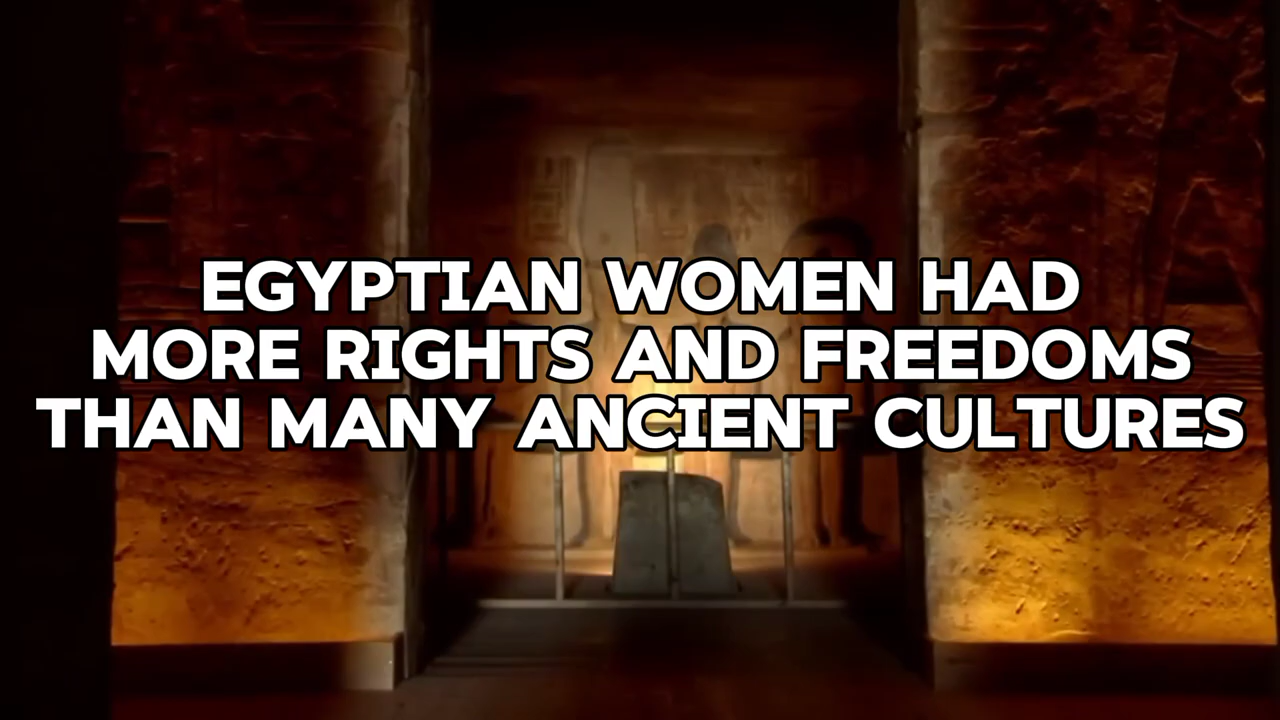 EGYPTIAN WOMEN HAD
MORE RIGHTS AND FREEDOMS
THAN MANY ANCIENT CULTURES